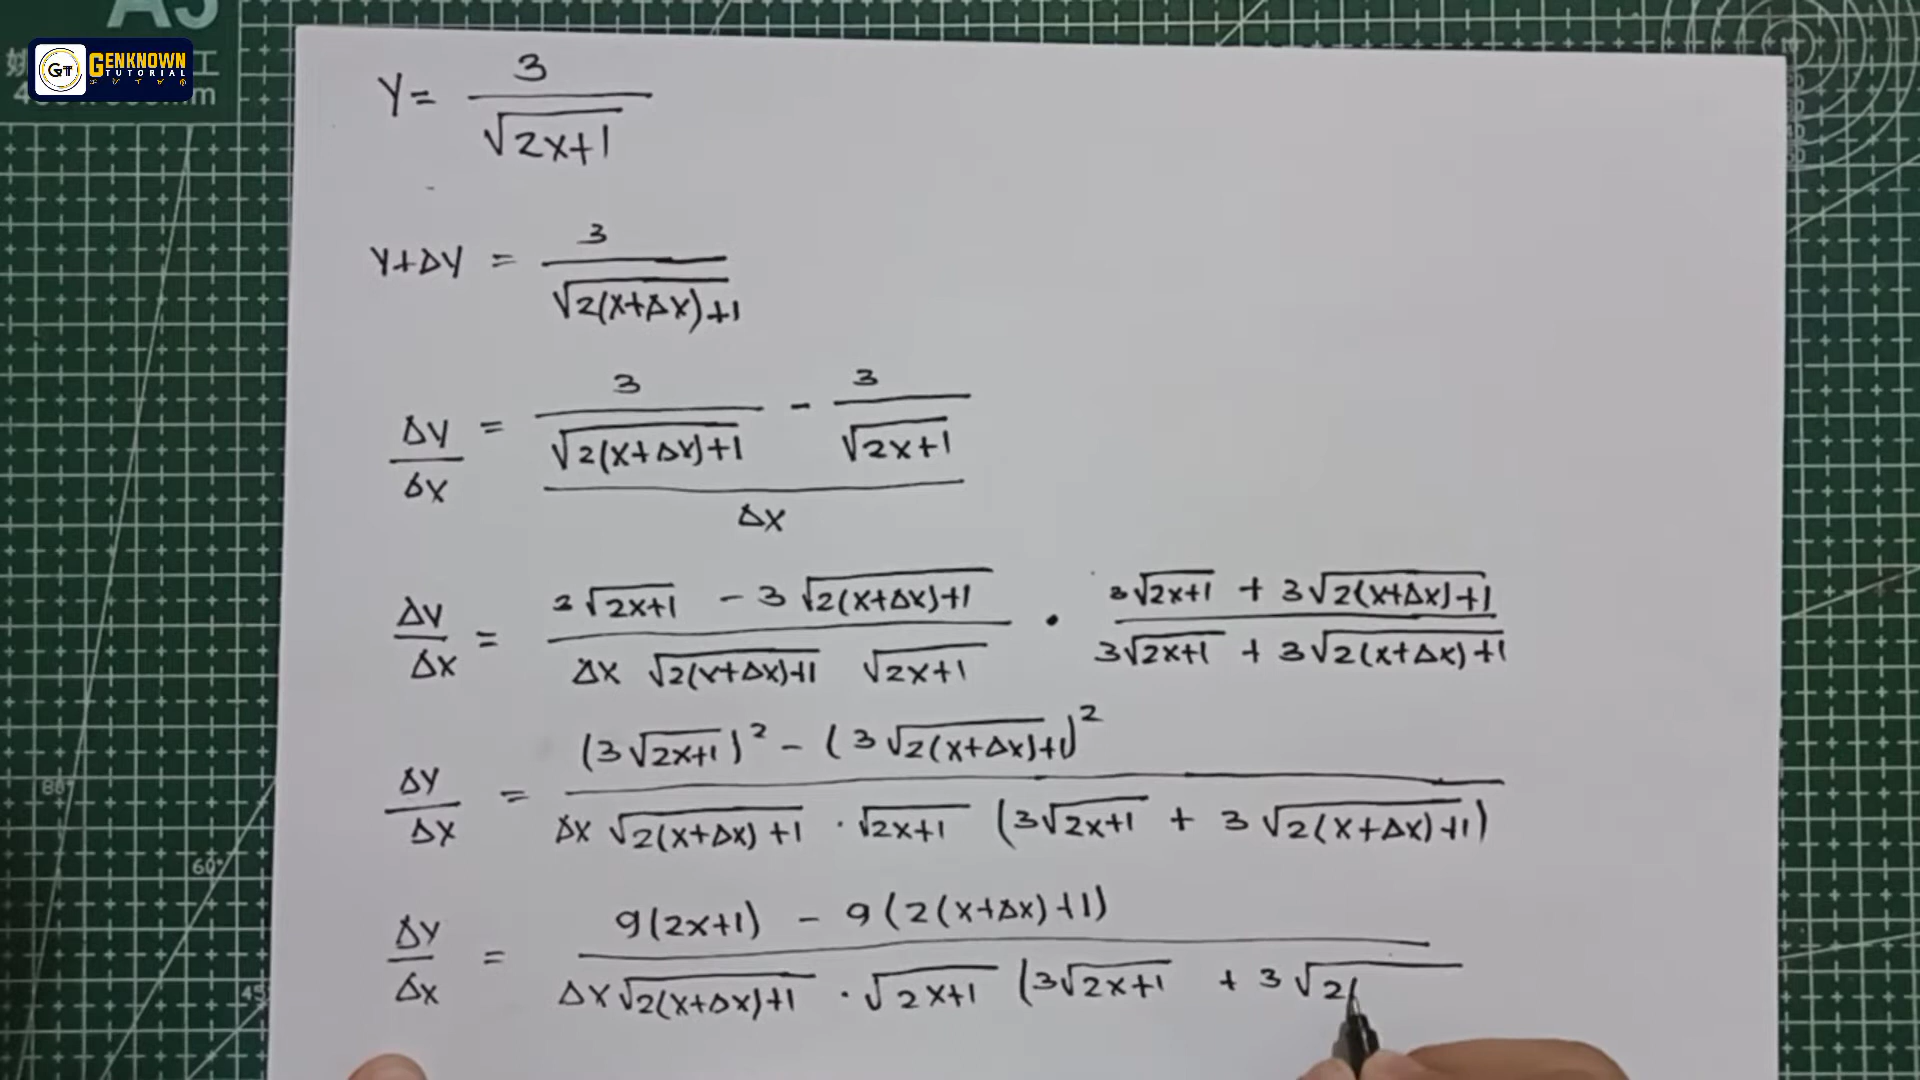 A3
GT GENKNOWN
TUTORIAL
Y = 3 / √2x+1
Y+ΔY = 3 / √2(x+Δx)+1
ΔY/Δx = (3 / √2(x+Δx)+1 - 3 / √2x+1) / Δx
ΔY/Δx = (3√2x+1 - 3√2(x+Δx)+1) / (Δx √2(x+Δx)+1 √2x+1) · (3√2x+1 + 3√2(x+Δx)+1) / (3√2x+1 + 3√2(x+Δx)+1)
ΔY/Δx = ((3√2x+1)² - (3√2(x+Δx)+1)²) / (Δx √2(x+Δx)+1 · √2x+1 (3√2x+1 + 3√2(x+Δx)+1))
ΔY/Δx = (9(2x+1) - 9(2(x+Δx)+1)) / (Δx√2(x+Δx)+1 · √2x+1 (3√2x+1 + 3√2(
60°
45